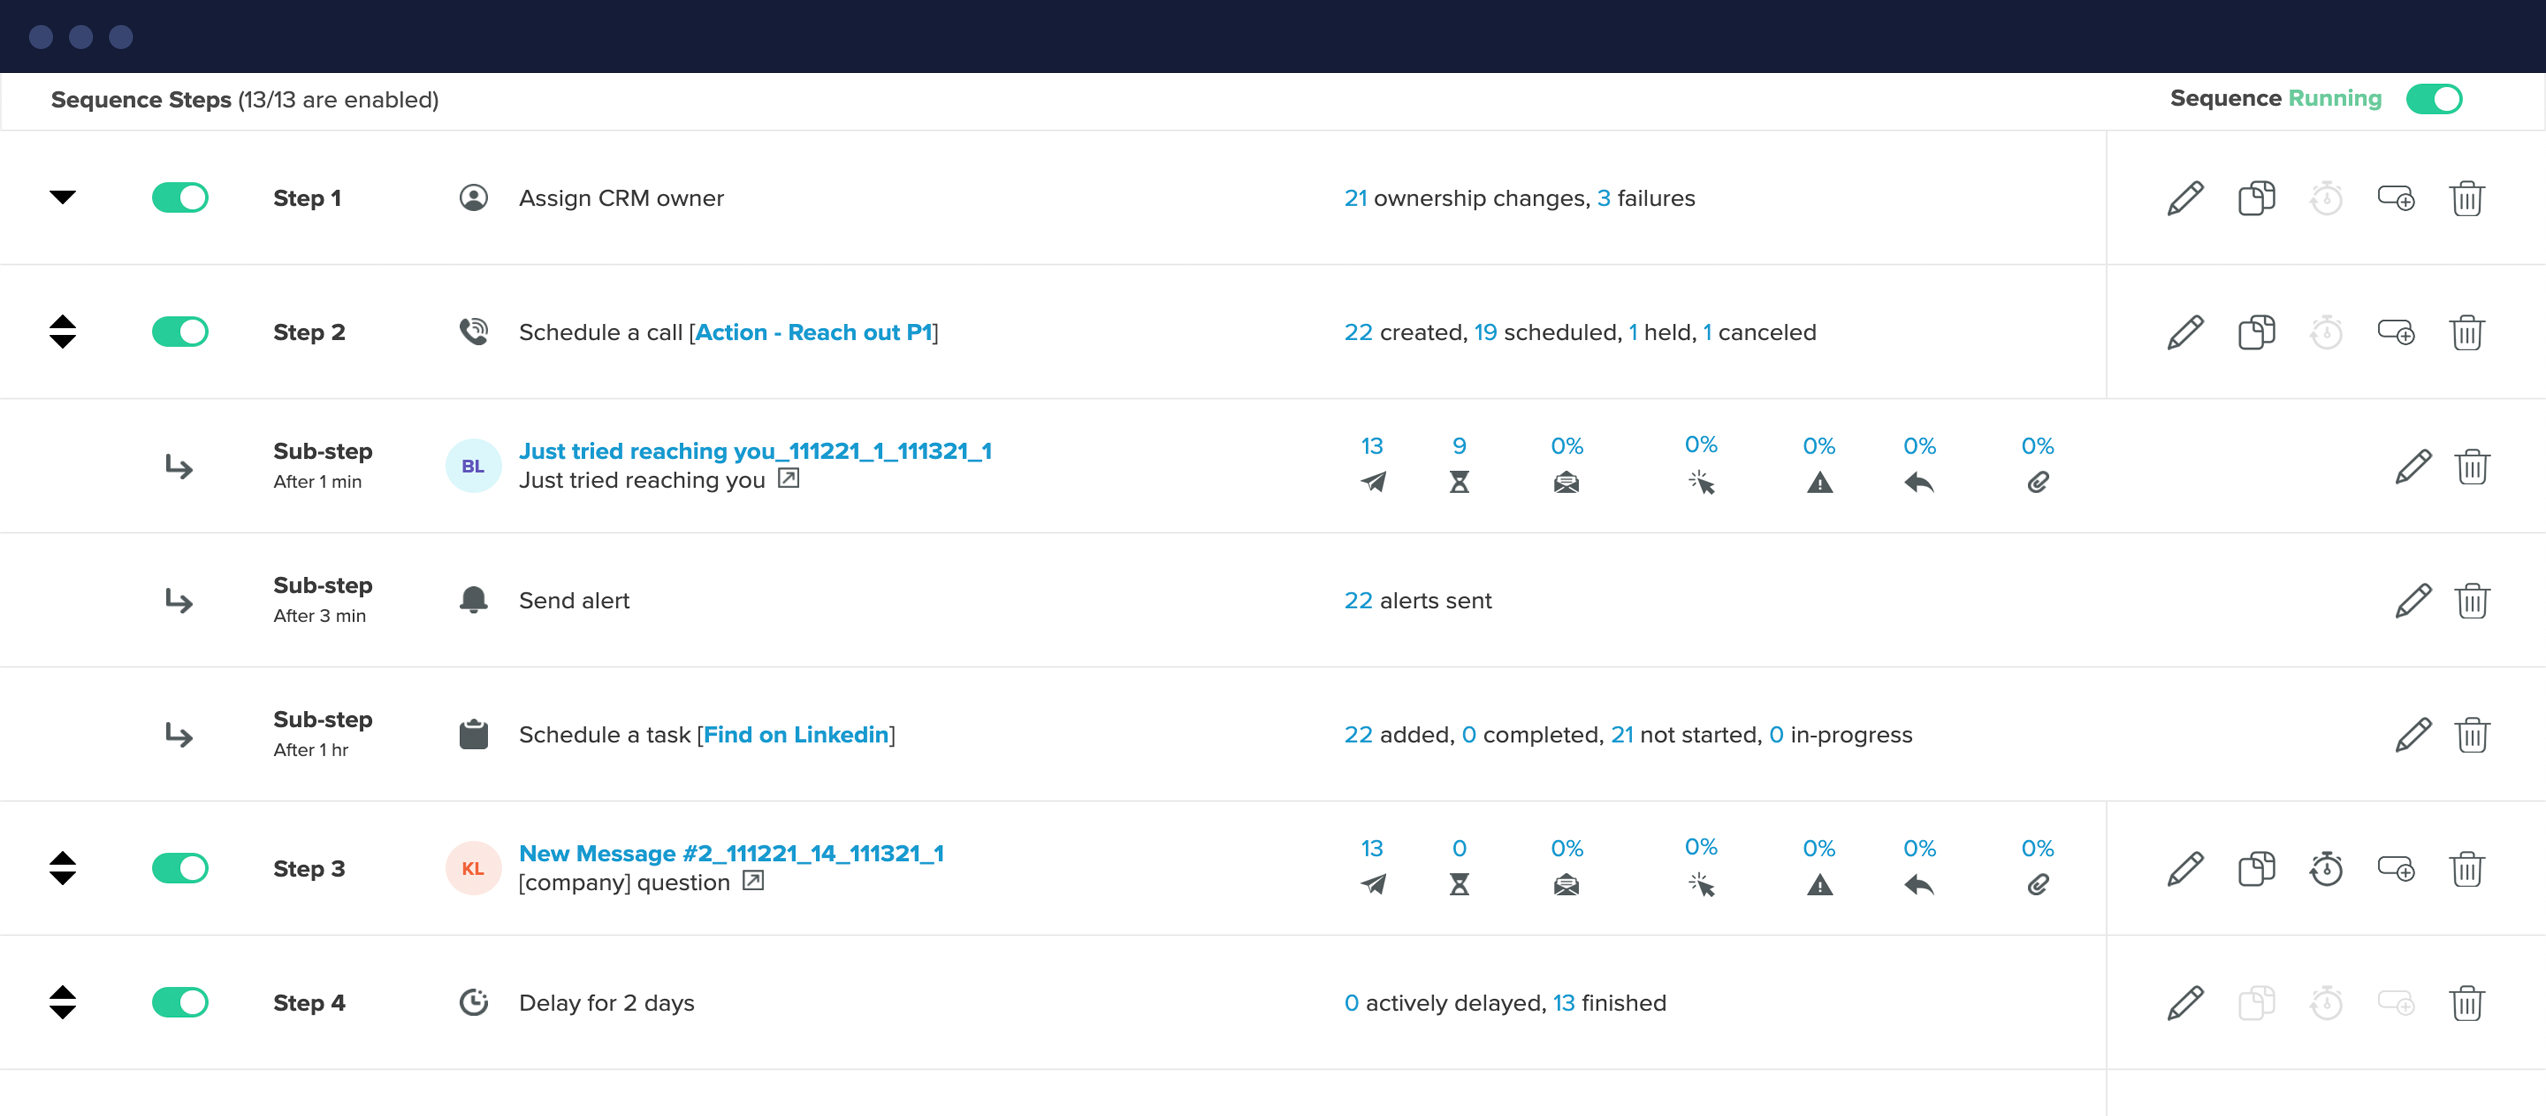 Sequence Steps (13/13 are enabled)
Sequence Running
Step 1
Assign CRM owner
21 ownership changes, 3 failures
Step 2
Schedule a call [Action - Reach out P1]
22 created, 19 scheduled, 1 held, 1 canceled
Sub-step
After 1 min
BL
Just tried reaching you_111221_1_111321_1
Just tried reaching you
13 9 0% 0% 0% 0% 0%
Sub-step
After 3 min
Send alert
22 alerts sent
Sub-step
After 1 hr
Schedule a task [Find on Linkedin]
22 added, 0 completed, 21 not started, 0 in-progress
Step 3
KL
New Message #2_111221_14_111321_1
[company] question
13 0 0% 0% 0% 0% 0%
Step 4
Delay for 2 days
0 actively delayed, 13 finished